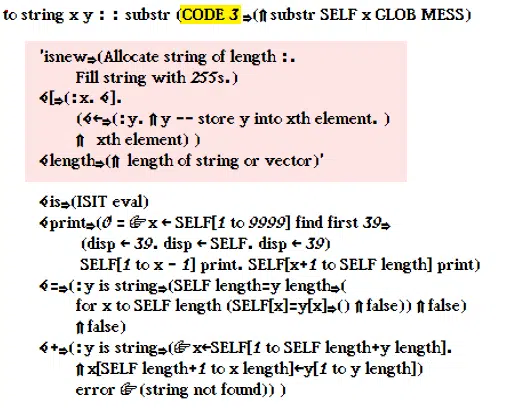 to string x y : : substr (CODE 3 ⇒(⇑substr SELF x GLOB MESS)
'isnew⇒(Allocate string of length :.
Fill string with 255s.)
∢[⇒(:x. ∢].
(∢←⇒(:y. ⇑y -- store y into xth element. )
⇑ xth element) )
∢length⇒(⇑ length of string or vector)'
∢is⇒(ISIT eval)
∢print⇒(0 = ☞x ← SELF[1 to 9999] find first 39⇒
(disp ← 39. disp ← SELF. disp ← 39)
SELF[1 to x - 1] print. SELF[x+1 to SELF length] print)
∢=⇒(:y is string⇒(SELF length=y length⇒(
for x to SELF length (SELF[x]=y[x]⇒() ⇑false)) ⇑false)
⇑false)
∢+⇒(:y is string⇒(☞x←SELF[1 to SELF length+y length].
⇑x[SELF length+1 to x length]←y[1 to y length])
error ☞(string not found)) )